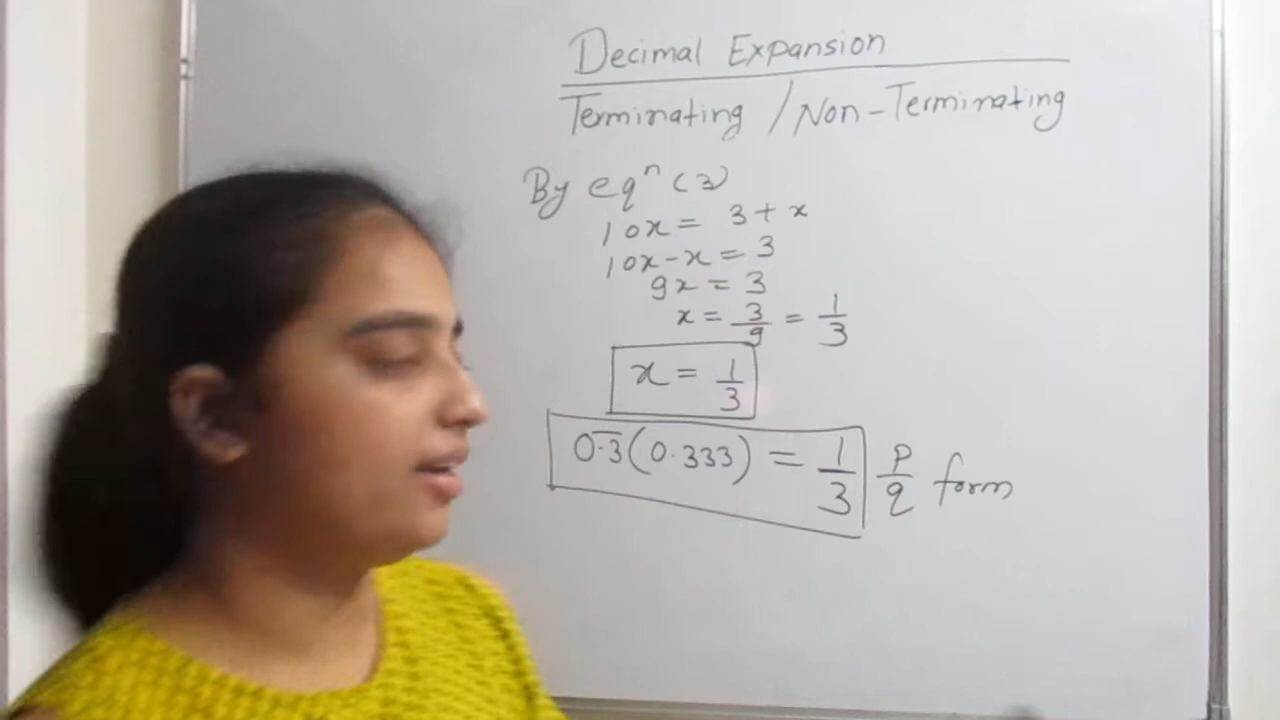 Decimal Expansion
Terminating / Non-Terminating
By eqⁿ (3)
10x = 3 + x
10x - x = 3
9x = 3
x = 3/9 = 1/3
x = 1/3
0.3̅ (0.333) = 1/3 p/q form